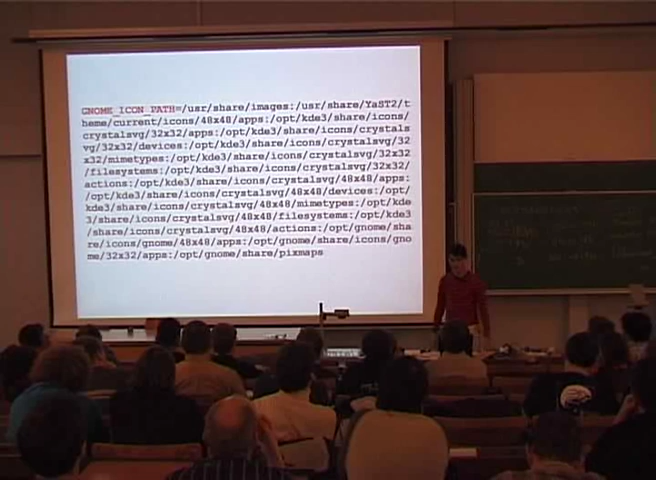 GNOME_ICON_PATH=/usr/share/images:/usr/share/YaST2/t
heme/current/icons/48x48/apps:/opt/kde3/share/icons/
crystalsvg/32x32/apps:/opt/kde3/share/icons/crystals
vg/32x32/devices:/opt/kde3/share/icons/crystalsvg/32
x32/mimetypes:/opt/kde3/share/icons/crystalsvg/32x32
/filesystems:/opt/kde3/share/icons/crystalsvg/32x32/
actions:/opt/kde3/share/icons/crystalsvg/48x48/apps:
/opt/kde3/share/icons/crystalsvg/48x48/devices:/opt/
kde3/share/icons/crystalsvg/48x48/mimetypes:/opt/kde
3/share/icons/crystalsvg/48x48/filesystems:/opt/kde3
/share/icons/crystalsvg/48x48/actions:/opt/gnome/sha
re/icons/gnome/48x48/apps:/opt/gnome/share/icons/gno
me/32x32/apps:/opt/gnome/share/pixmaps